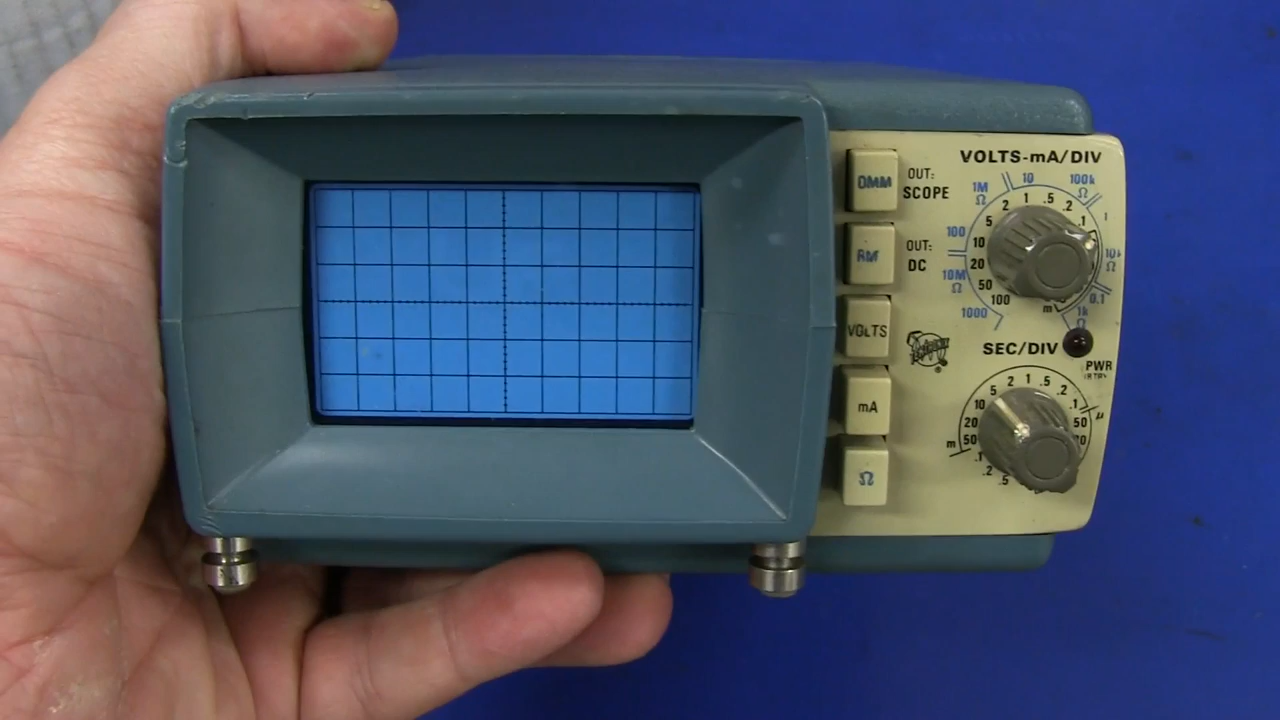 VOLTS-mA/DIV
DMM
OUT:
SCOPE
RM
OUT:
DC
VOLTS
mA
Ω
1M
Ω
10
100k
Ω
100
10M
Ω
1000
1
10k
Ω
0.1
1k
Ω
100
50
20
10
5
2
1
.5
.2
.1
m
SEC/DIV
PWR
m
50
20
10
5
2
1
.5
.2
.1
µ
50
.1
.2
.5